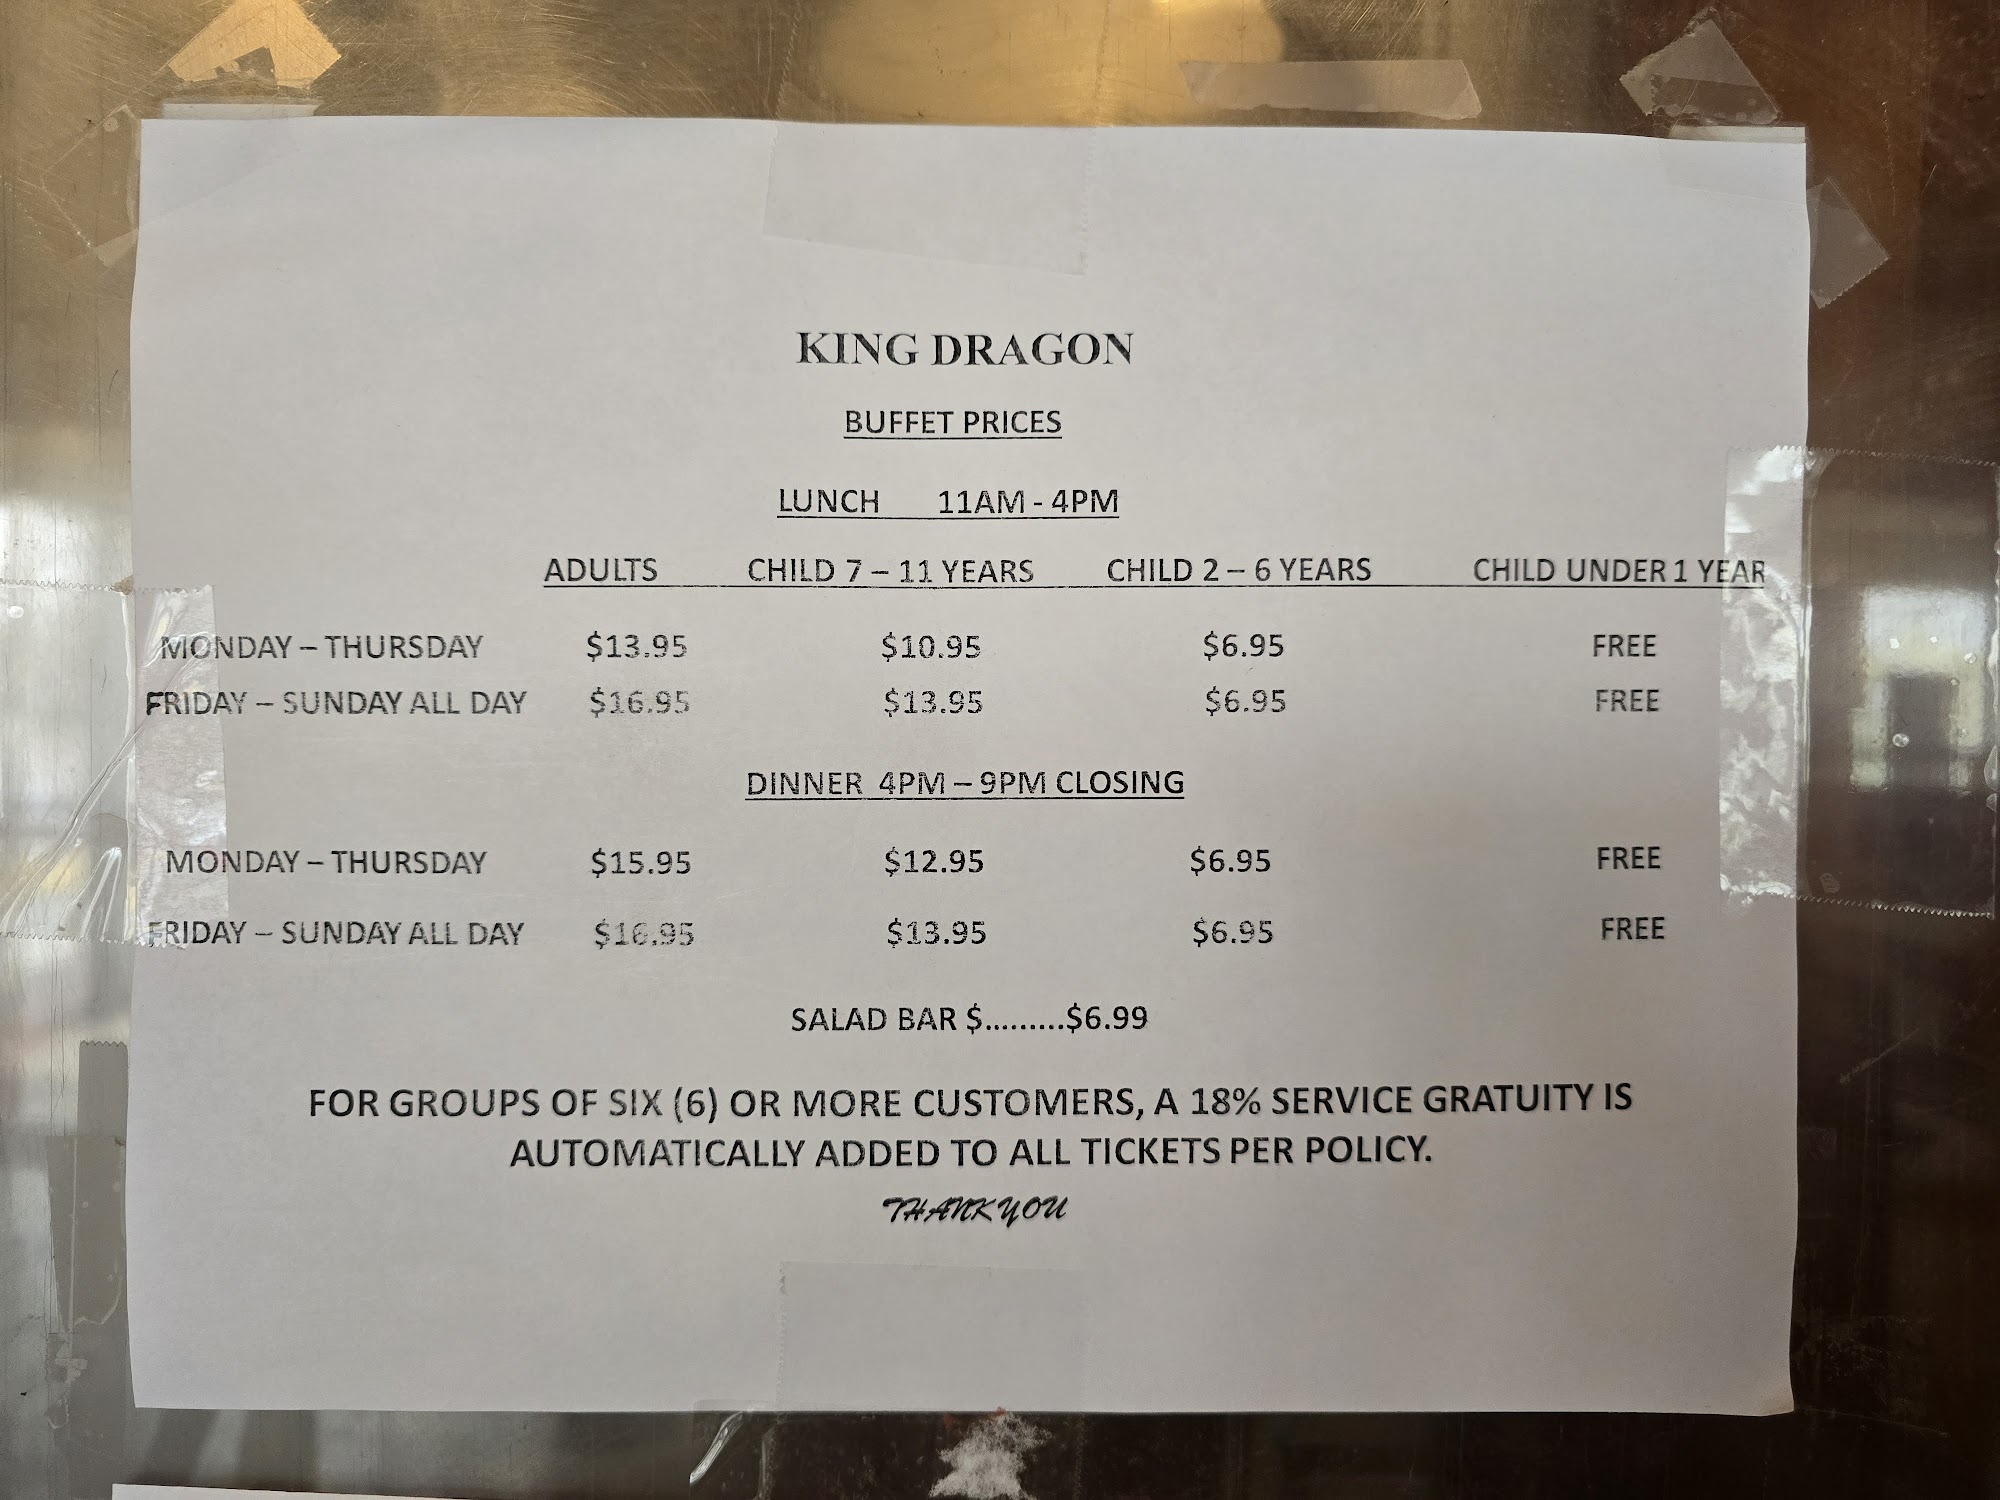 KING DRAGON
BUFFET PRICES
LUNCH 11AM - 4PM
ADULTS CHILD 7 – 11 YEARS CHILD 2 – 6 YEARS CHILD UNDER 1 YEAR
MONDAY – THURSDAY $13.95 $10.95 $6.95 FREE
FRIDAY – SUNDAY ALL DAY $16.95 $13.95 $6.95 FREE
DINNER 4PM – 9PM CLOSING
MONDAY – THURSDAY $15.95 $12.95 $6.95 FREE
FRIDAY – SUNDAY ALL DAY $16.95 $13.95 $6.95 FREE
SALAD BAR $.........$6.99
FOR GROUPS OF SIX (6) OR MORE CUSTOMERS, A 18% SERVICE GRATUITY IS
AUTOMATICALLY ADDED TO ALL TICKETS PER POLICY.
THANK YOU